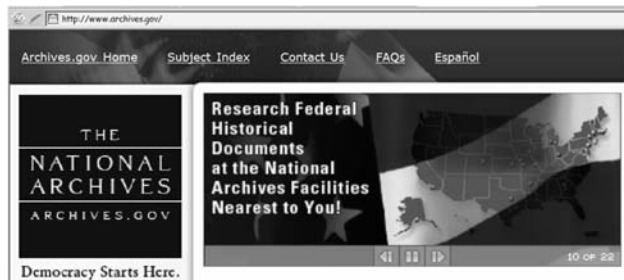 http://www.archives.gov/
Archives.gov Home Subject Index Contact Us FAQs Español
THE
NATIONAL
ARCHIVES
ARCHIVES.GOV
Democracy Starts Here.
Research Federal
Historical
Documents
at the National
Archives Facilities
Nearest to You!
10 OF 22